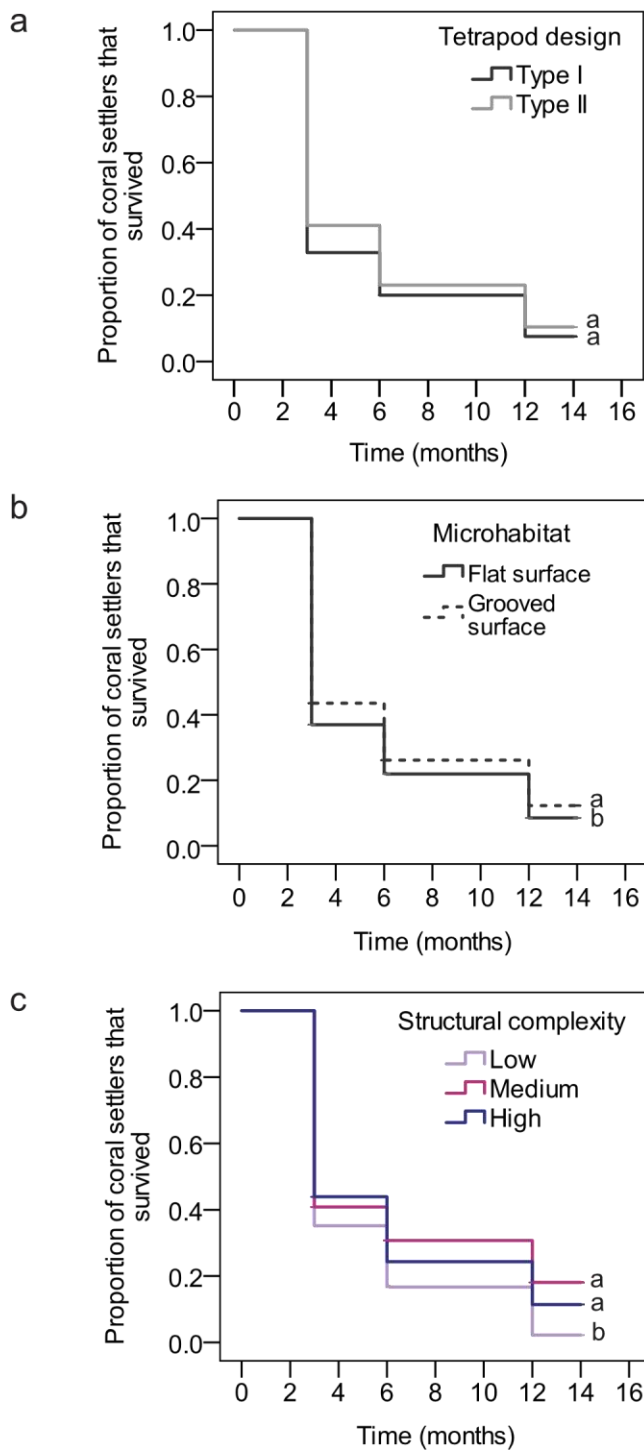 a
Proportion of coral settlers that
survived
1.0
0.8
0.6
0.4
0.2
0.0
Tetrapod design
Type I
Type II
a
a
0 2 4 6 8 10 12 14 16
Time (months)
b
Proportion of coral settlers that
survived
1.0
0.8
0.6
0.4
0.2
0.0
Microhabitat
Flat surface
Grooved
surface
a
b
0 2 4 6 8 10 12 14 16
Time (months)
c
Proportion of coral settlers that
survived
1.0
0.8
0.6
0.4
0.2
0.0
Structural complexity
Low
Medium
High
a
a
b
0 2 4 6 8 10 12 14 16
Time (months)